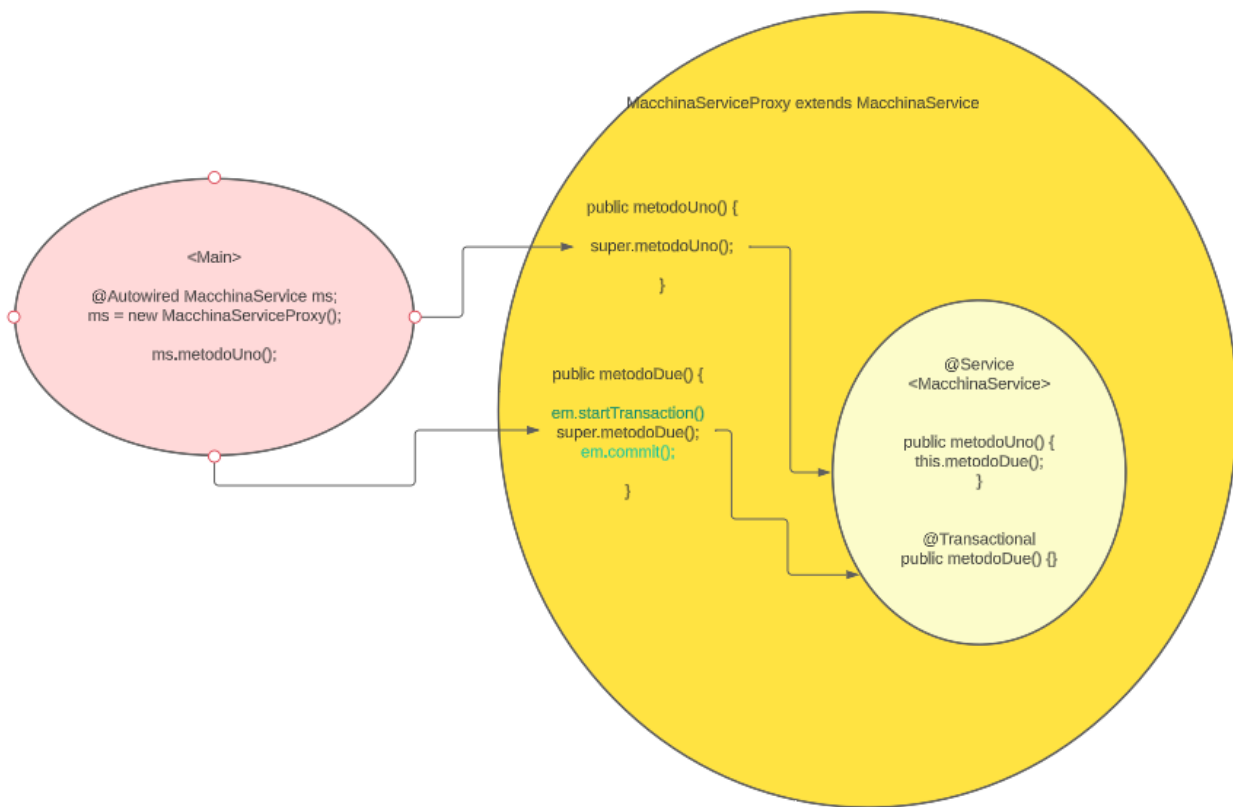 MacchinaServiceProxy extends MacchinaService
<Main>
@Autowired MacchinaService ms;
ms = new MacchinaServiceProxy();
ms.metodoUno();
public metodoUno() {
super.metodoUno();
}
public metodoDue() {
em.startTransaction()
super.metodoDue();
em.commit();
}
@Service
<MacchinaService>
public metodoUno() {
this.metodoDue();
}
@Transactional
public metodoDue() {}